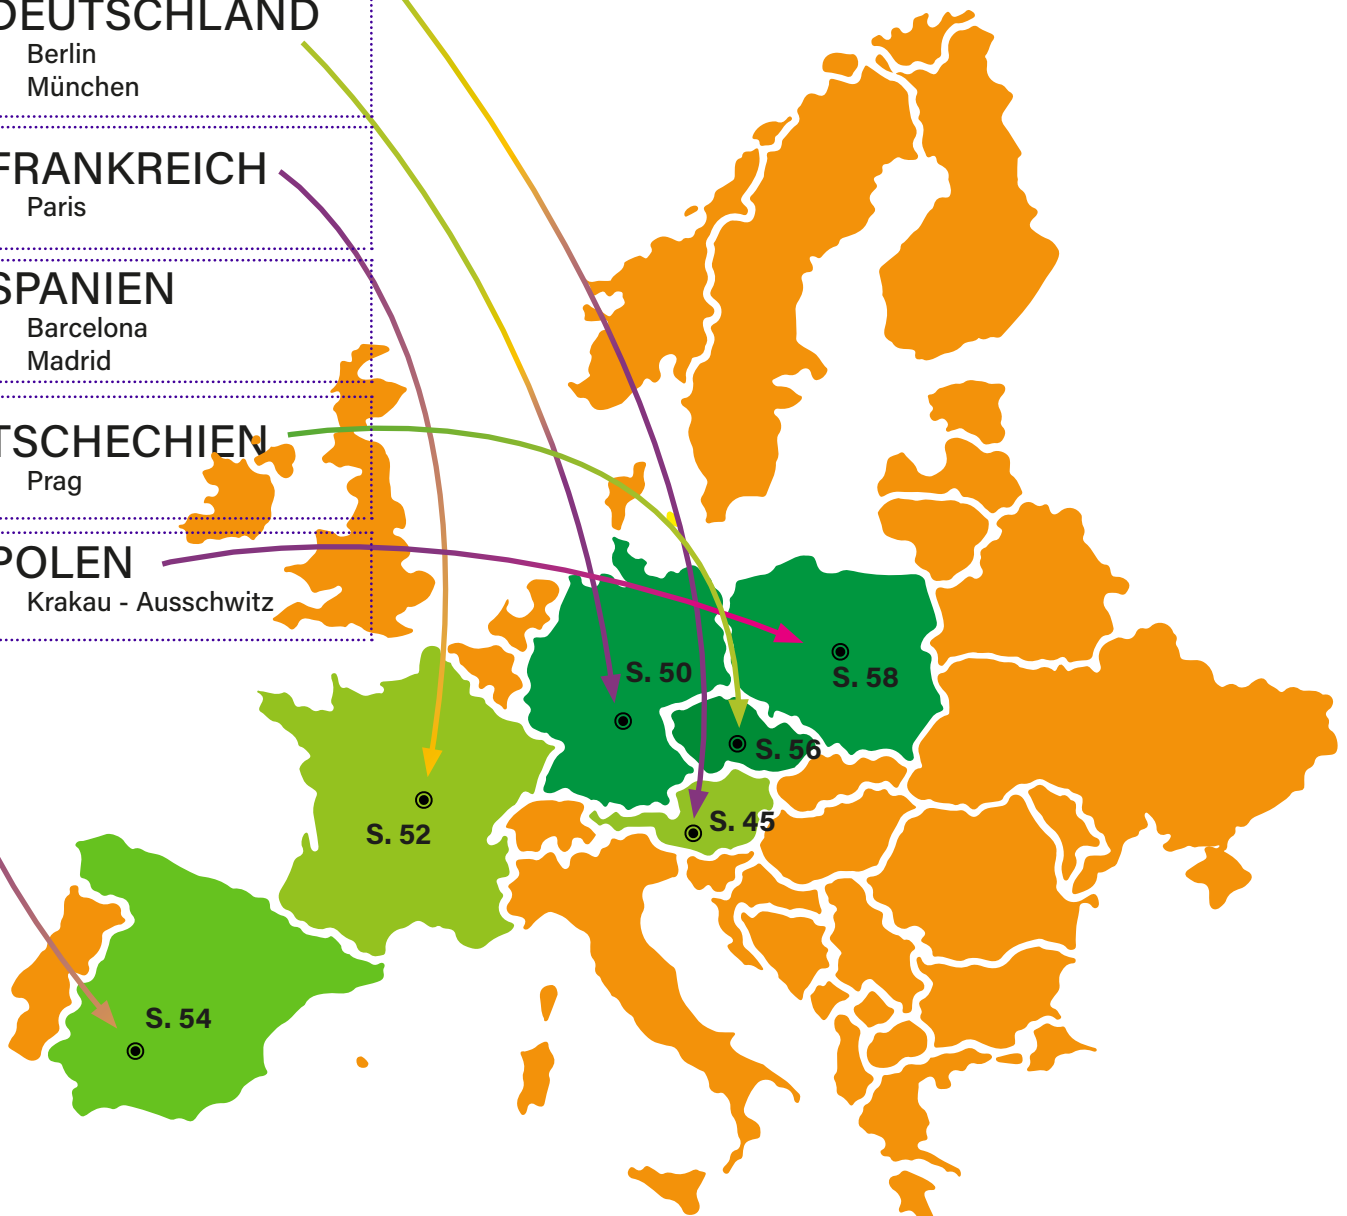 DEUTSCHLAND
Berlin
München
FRANKREICH
Paris
SPANIEN
Barcelona
Madrid
TSCHECHIEN
Prag
POLEN
Krakau - Ausschwitz
S. 50
S. 58
S. 56
S. 45
S. 52
S. 54